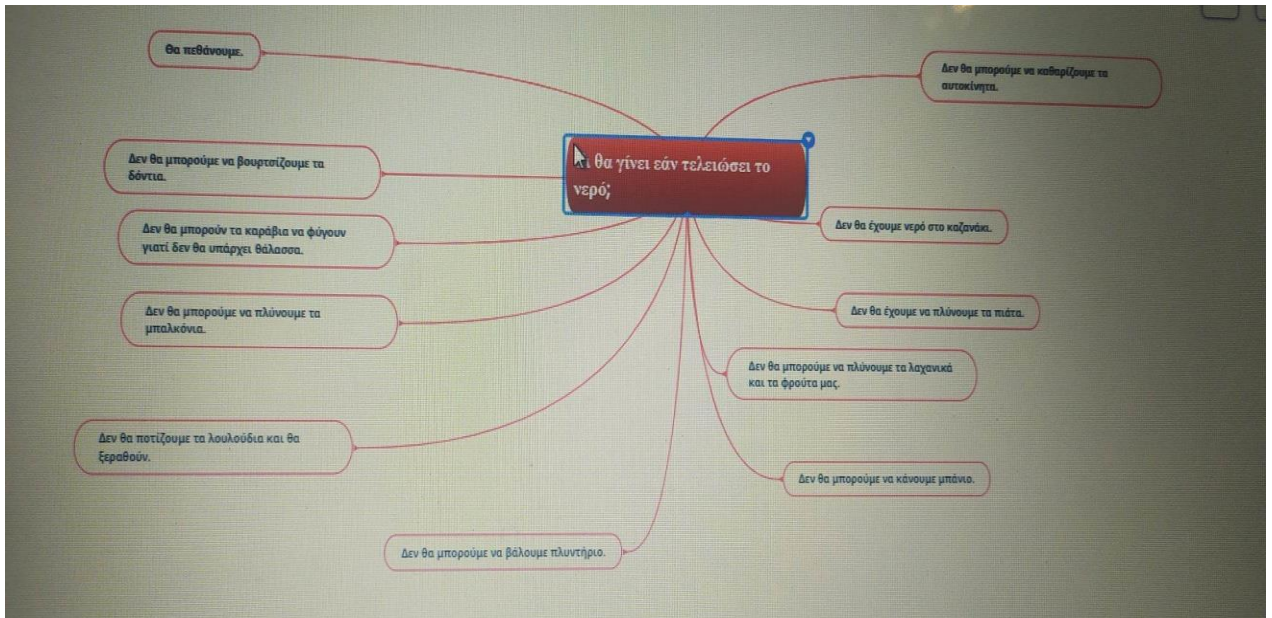 Θα πεθάνουμε.
Δεν θα μπορούμε να καθαρίζουμε τα
αυτοκίνητα.
θα γίνει εάν τελειώσει το
νερό;
Δεν θα μπορούμε να βουρτσίζουμε τα
δόντια.
Δεν θα μπορούν τα καράβια να φύγουν
γιατί δεν θα υπάρχει θάλασσα.
Δεν θα έχουμε νερό στο καζανάκι.
Δεν θα μπορούμε να πλύνουμε τα
μπαλκόνια.
Δεν θα έχουμε να πλύνουμε τα πιάτα.
Δεν θα μπορούμε να πλύνουμε τα λαχανικά
και τα φρούτα μας.
Δεν θα ποτίζουμε τα λουλούδια και θα
ξεραθούν.
Δεν θα μπορούμε να κάνουμε μπάνιο.
Δεν θα μπορούμε να βάλουμε πλυντήριο.